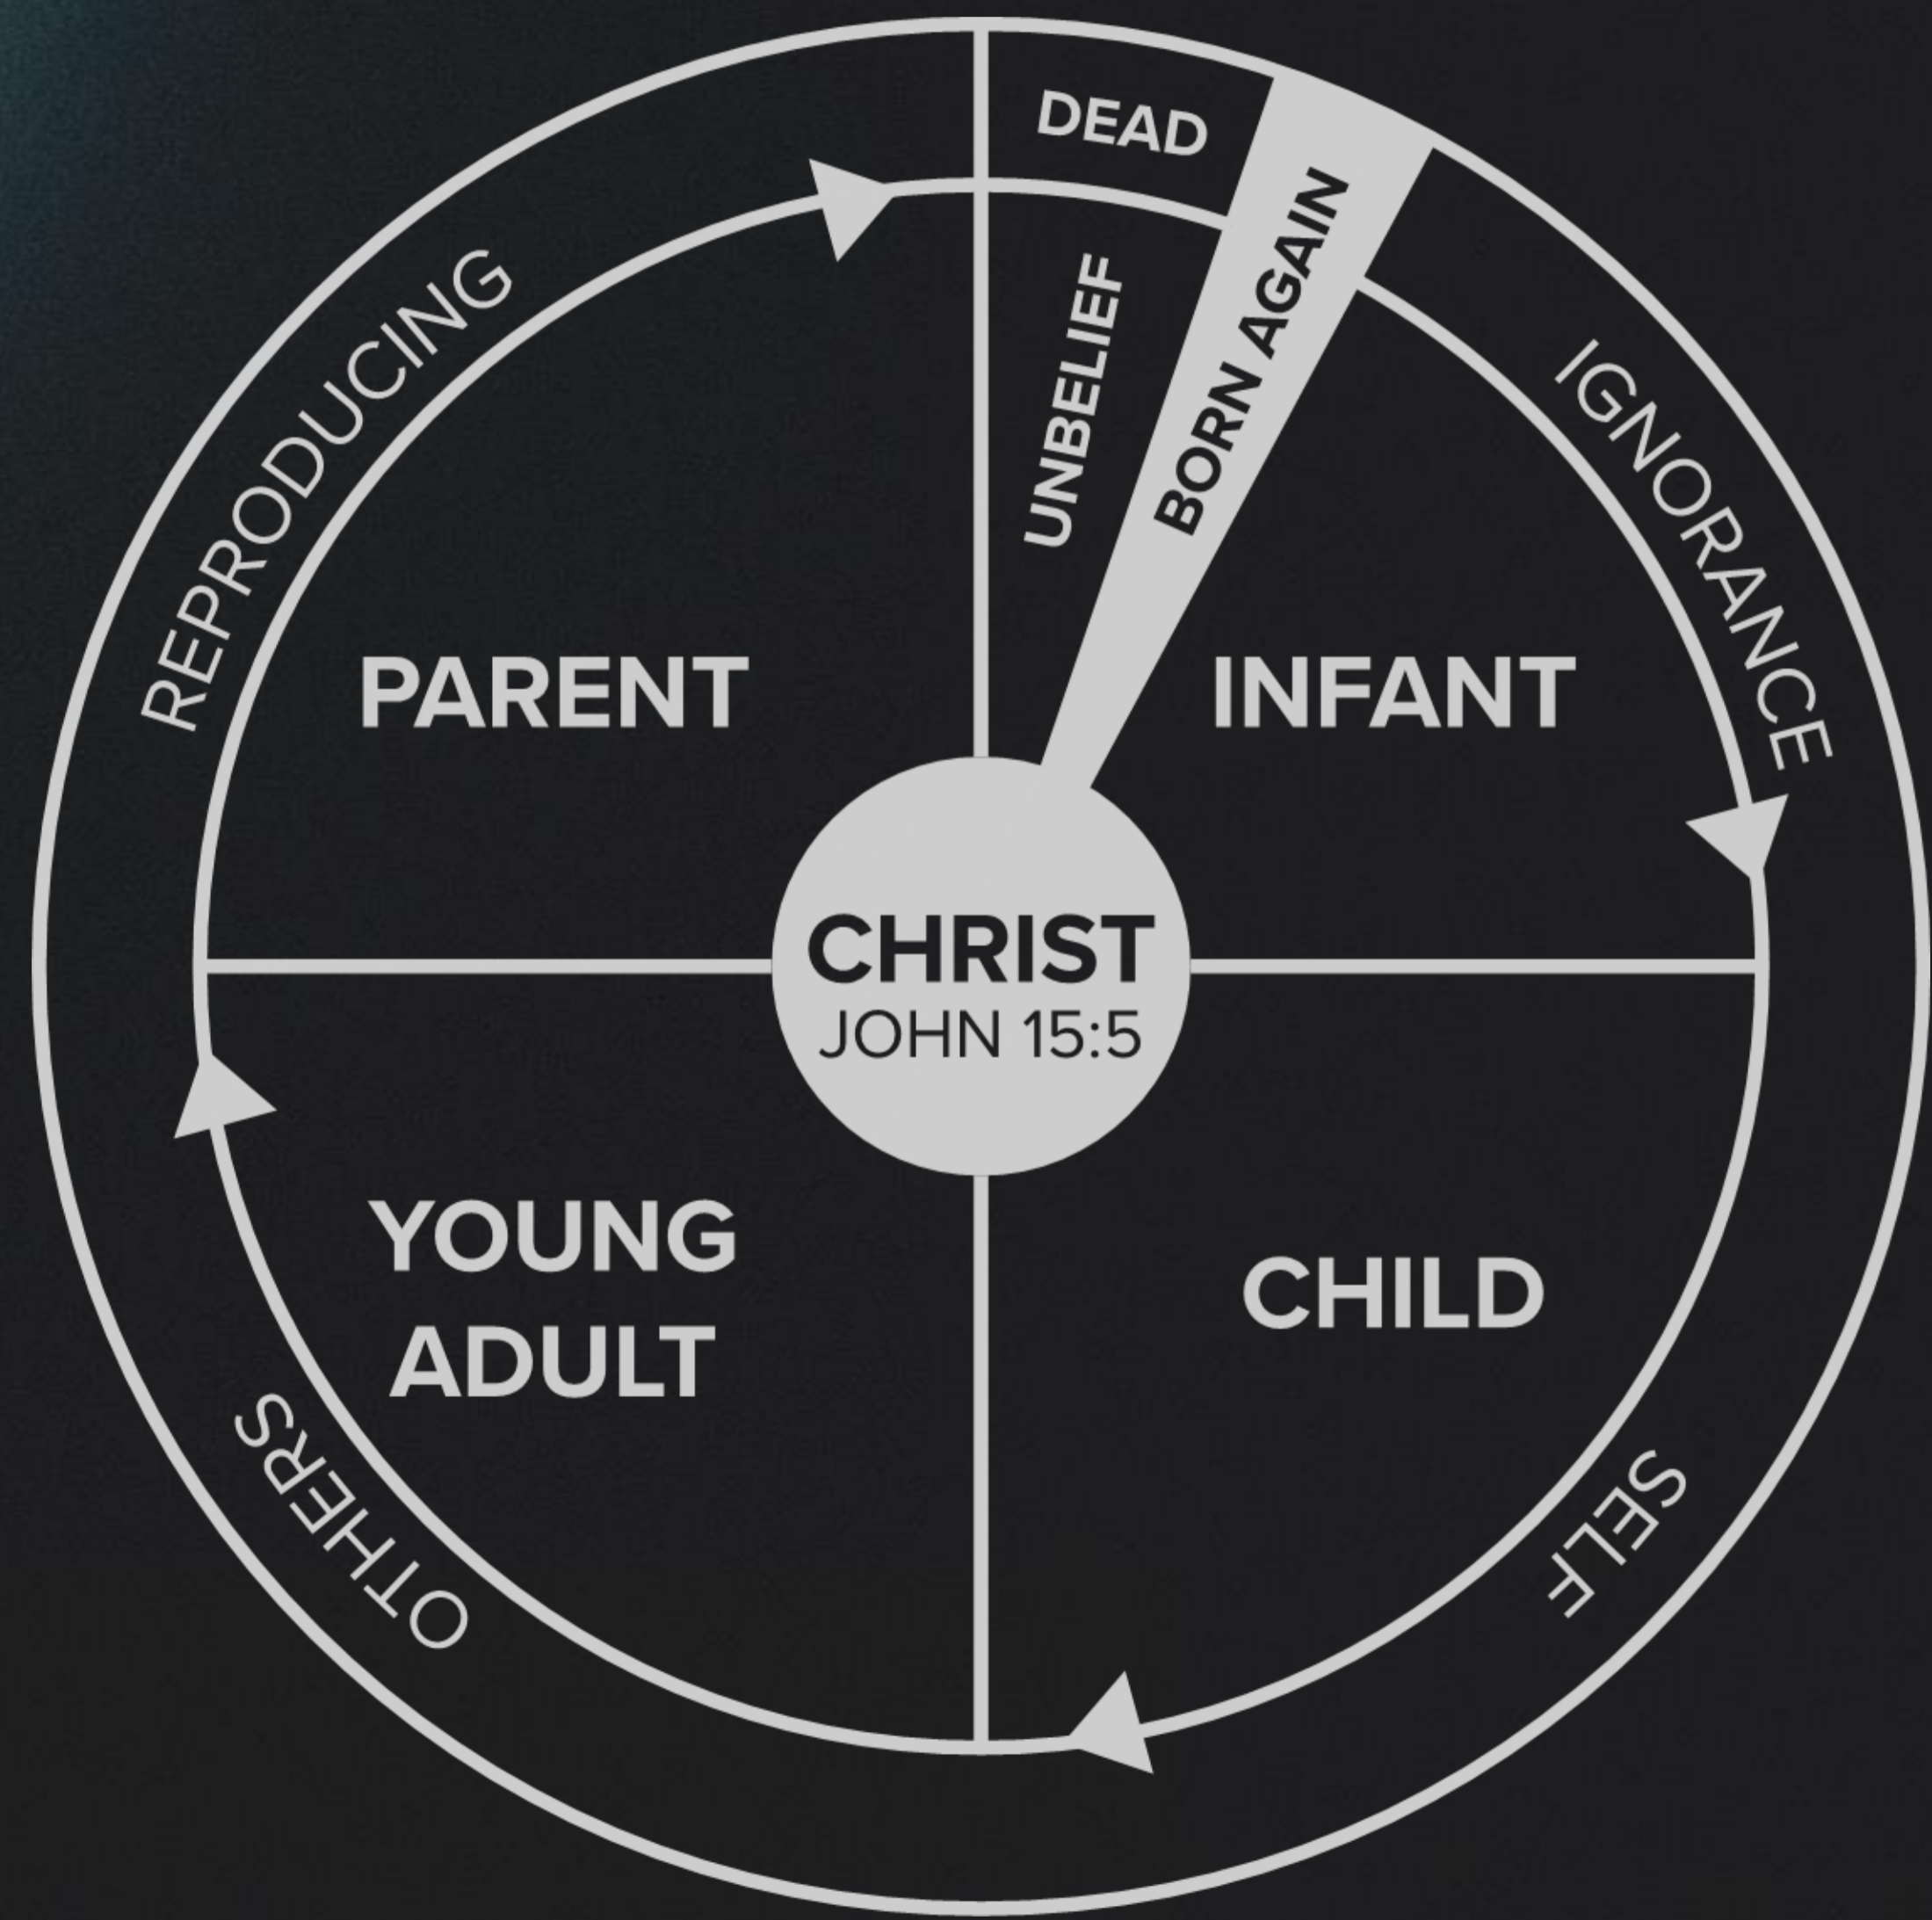 DEAD
UNBELIEF
BORN AGAIN
IGNORANCE
INFANT
CHILD
SELF
YOUNG
ADULT
OTHERS
PARENT
REPRODUCING
CHRIST
JOHN 15:5